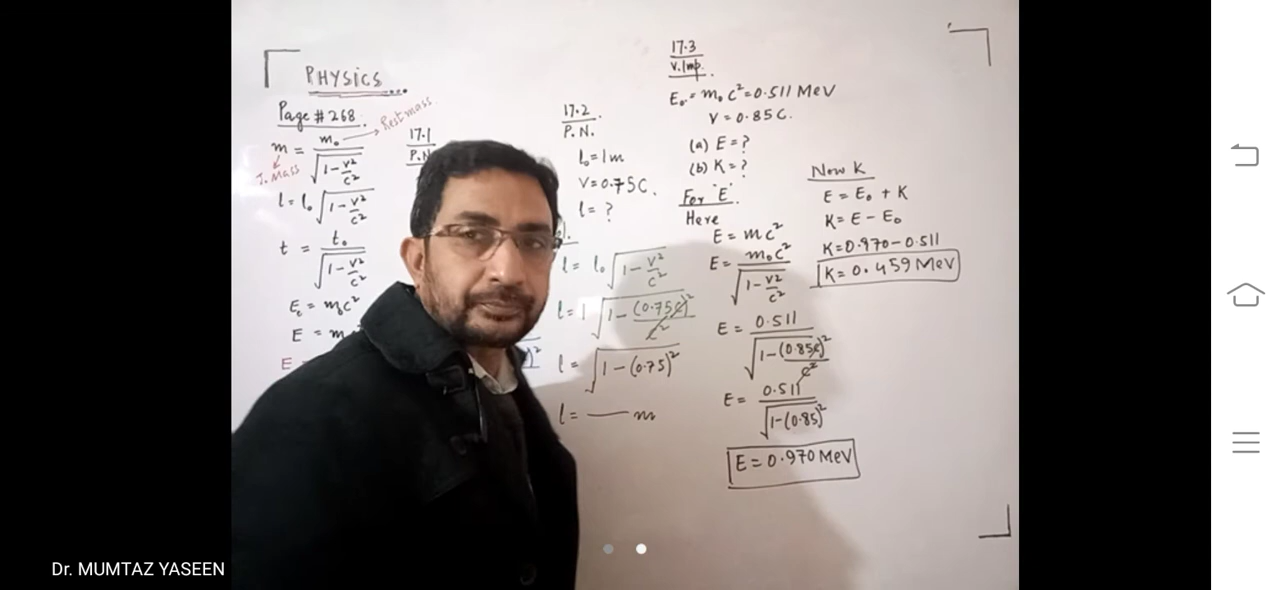 PHYSICS...
Page # 268.
m = m₀ / √(1 - v²/c²)
Rest mass
T. Mass
l = l₀ √(1 - v²/c²)
t = t₀ / √(1 - v²/c²)
E = m
E
17.1
P.N
17.2
P.N.
l₀ = 1m
V = 0.75C.
l = ?
l = l₀ √(1 - v²/c²)
l = 1 √(1 - (0.75c)²/c²)
l = √(1 - (0.75)²)
l = —— m
17.3
V. Imp.
E₀ = m₀c² = 0.511 MeV
V = 0.85C.
(a) E = ?
(b) K = ?
For 'E'
Here
E = mc²
E = m₀c² / √(1 - v²/c²)
E = 0.511 / √(1 - (0.85c)²/c²)
E = 0.511 / √(1 - (0.85)²)
E = 0.970 MeV
Now K
E = E₀ + K
K = E - E₀
K = 0.970 - 0.511
K = 0.459 MeV
Dr. MUMTAZ YASEEN